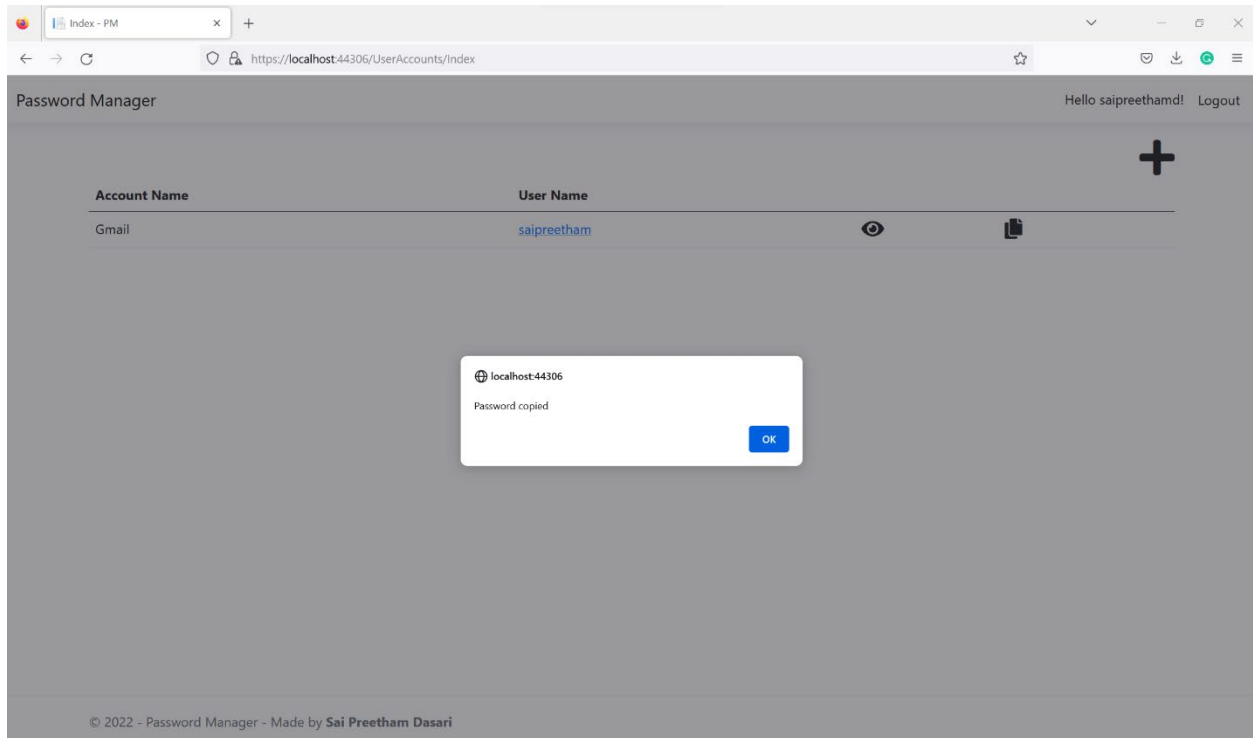 Index - PM
https://localhost:44306/UserAccounts/Index
Password Manager
Hello saipreethamd! Logout
Account Name User Name
Gmail saipreetham
localhost:44306
Password copied
OK
© 2022 - Password Manager - Made by Sai Preetham Dasari